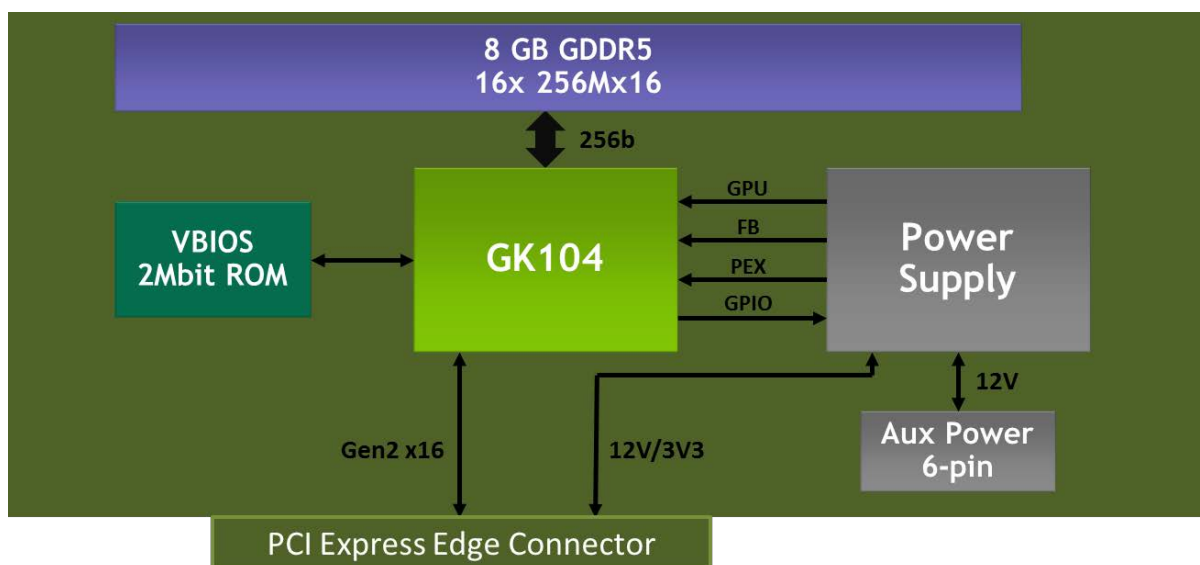 8 GB GDDR5
16x 256Mx16
256b
GPU
FB
PEX
GPIO
VBIOS
2Mbit ROM
GK104
Power
Supply
12V
Gen2 x16
12V/3V3
Aux Power
6-pin
PCI Express Edge Connector